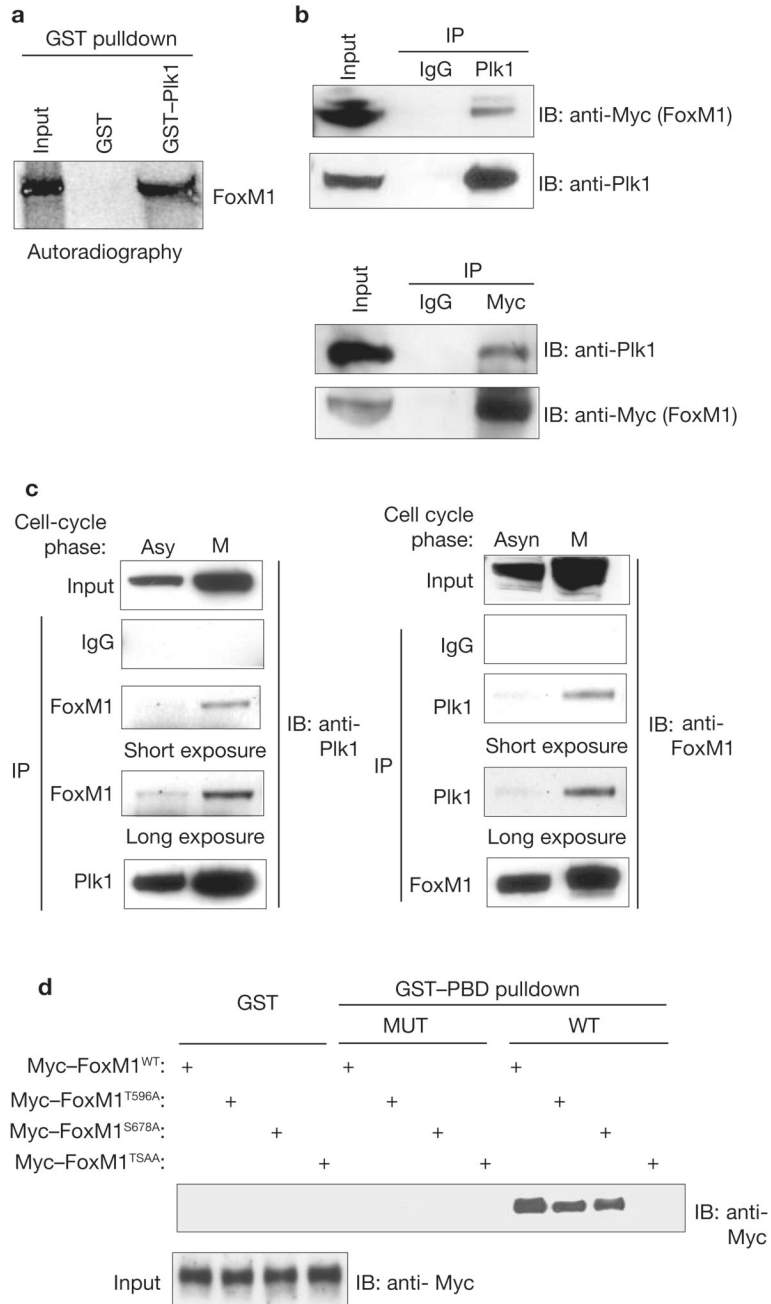 a
GST pulldown
Input
GST
GST–Plk1
FoxM1
Autoradiography
b
Input
IP
IgG Plk1
IB: anti-Myc (FoxM1)
IB: anti-Plk1
Input
IP
IgG Myc
IB: anti-Plk1
IB: anti-Myc (FoxM1)
c
Cell-cycle
phase: Asy M
Input
IgG
FoxM1
Short exposure
FoxM1
Long exposure
Plk1
IP
IB: anti-
Plk1
Cell cycle
phase: Asyn M
Input
IgG
Plk1
Short exposure
Plk1
Long exposure
FoxM1
IP
IB: anti-
FoxM1
d
GST
GST–PBD pulldown
MUT WT
Myc–FoxM1WT: + + +
Myc–FoxM1T596A: + + +
Myc–FoxM1S678A: + + +
Myc–FoxM1TSAA: + + +
IB: anti-
Myc
Input
IB: anti- Myc